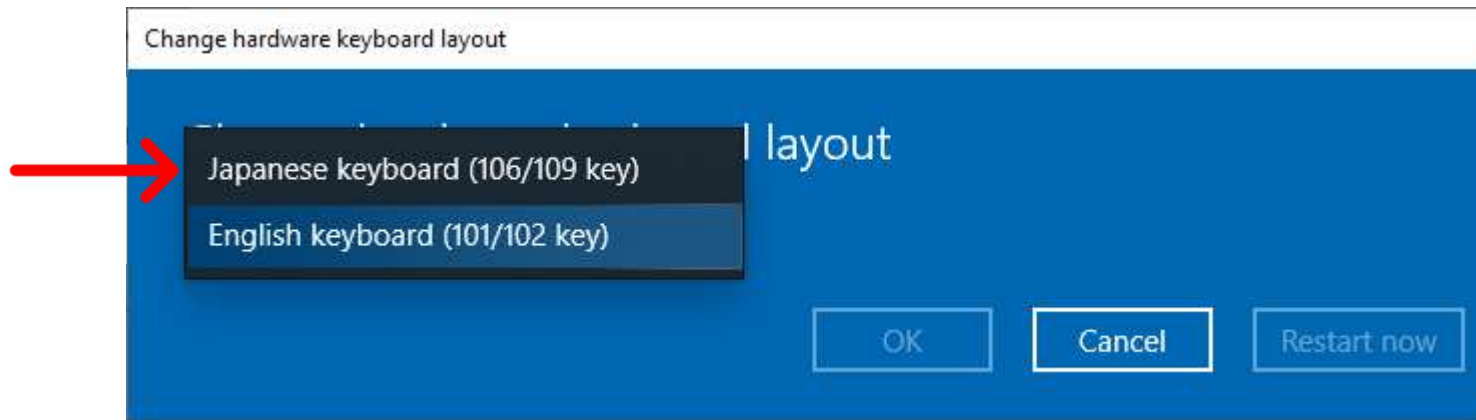 Change hardware keyboard layout
layout
Japanese keyboard (106/109 key)
English keyboard (101/102 key)
OK
Cancel
Restart now